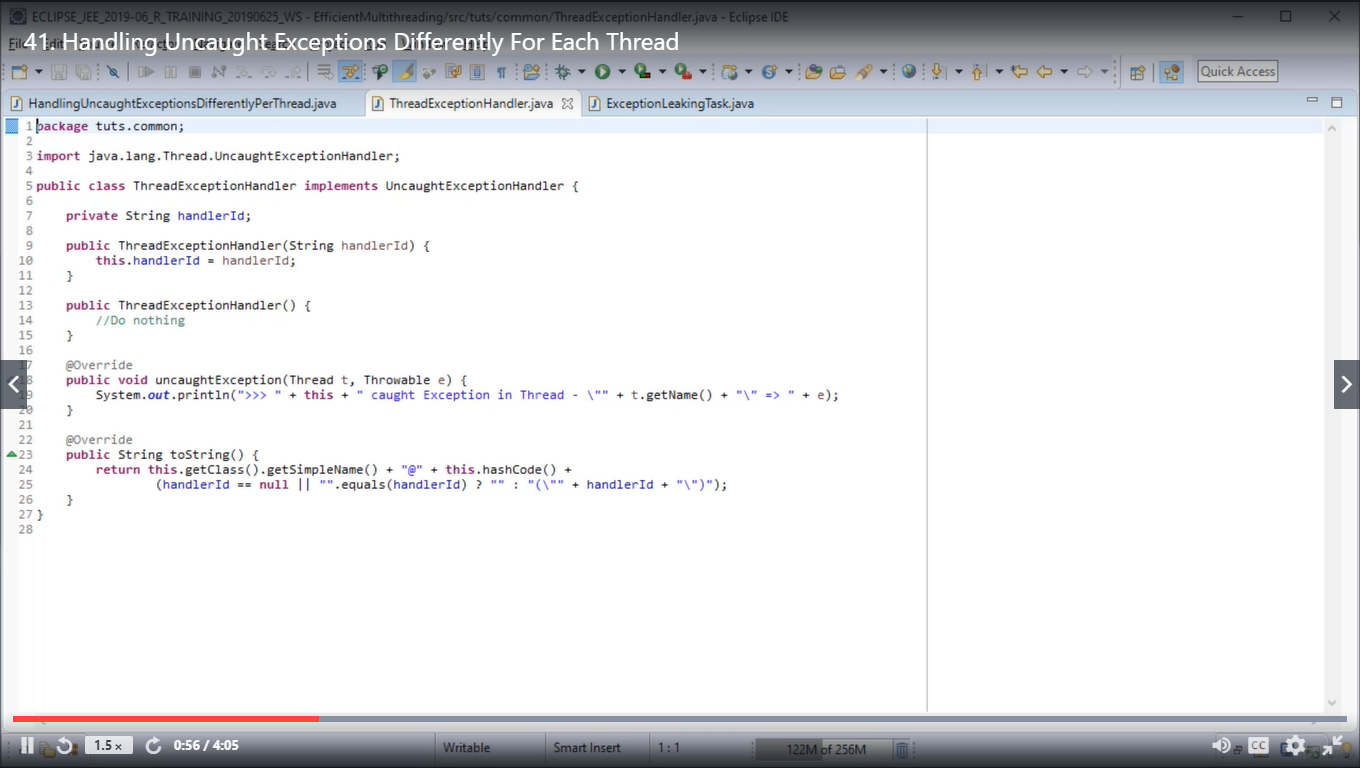 ECLIPSE_JEE_2019-06_R_TRAINING_20190625_WS - EfficientMultithreading/src/tuts/common/ThreadExceptionHandler.java - Eclipse IDE
41. Handling Uncaught Exceptions Differently For Each Thread
Quick Access
HandlingUncaughtExceptionsDifferentlyPerThread.java ThreadExceptionHandler.java ExceptionLeakingTask.java
1 package tuts.common;
2
3 import java.lang.Thread.UncaughtExceptionHandler;
4
5 public class ThreadExceptionHandler implements UncaughtExceptionHandler {
6
7 private String handlerId;
8
9 public ThreadExceptionHandler(String handlerId) {
10 this.handlerId = handlerId;
11 }
12
13 public ThreadExceptionHandler() {
14 //Do nothing
15 }
16
17 @Override
18 public void uncaughtException(Thread t, Throwable e) {
19 System.out.println(">>> " + this + " caught Exception in Thread - \"" + t.getName() + "\" => " + e);
20 }
21
22 @Override
23 public String toString() {
24 return this.getClass().getSimpleName() + "@" + this.hashCode() +
25 (handlerId == null || "".equals(handlerId) ? "" : "(\"" + handlerId + "\")");
26 }
27 }
28
1.5 x 0:56 / 4:05 Writable Smart Insert 1 : 1 122M of 256M CC